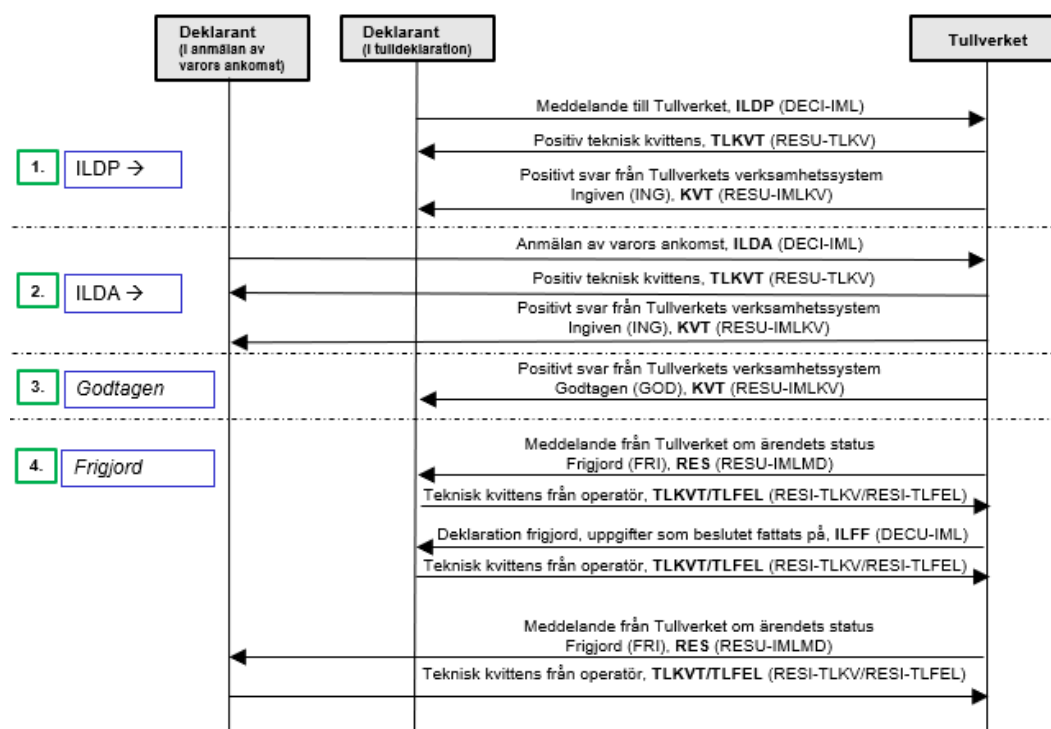 Deklarant
(I anmälan av
varors ankomst)
Deklarant
(I tulldeklaration)
Tullverket
Meddelande till Tullverket, ILDP (DECI-IML)
Positiv teknisk kvittens, TLKVT (RESU-TLKV)
1.
ILDP →
Positivt svar från Tullverkets verksamhetssystem
Ingiven (ING), KVT (RESU-IMLKV)
Anmälan av varors ankomst, ILDA (DECI-IML)
Positiv teknisk kvittens, TLKVT (RESU-TLKV)
2.
ILDA →
Positivt svar från Tullverkets verksamhetssystem
Ingiven (ING), KVT (RESU-IMLKV)
Positivt svar från Tullverkets verksamhetssystem
3.
Godtagen
Godtagen (GOD), KVT (RESU-IMLKV)
Meddelande från Tullverket om ärendets status
4.
Frigjord
Frigjord (FRI), RES (RESU-IMLMD)
Teknisk kvittens från operatör, TLKVT/TLFEL (RESI-TLKV/RESI-TLFEL)
Deklaration frigjord, uppgifter som beslutet fattats på, ILFF (DECU-IML)
Teknisk kvittens från operatör, TLKVT/TLFEL (RESI-TLKV/RESI-TLFEL)
Meddelande från Tullverket om ärendets status
Frigjord (FRI), RES (RESU-IMLMD)
Teknisk kvittens från operatör, TLKVT/TLFEL (RESI-TLKV/RESI-TLFEL)